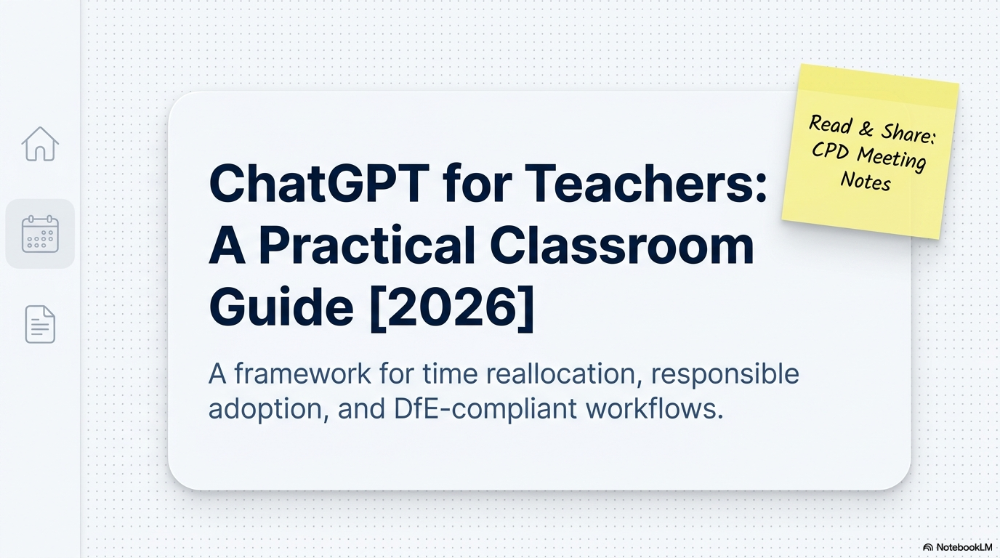 ChatGPT for Teachers:
A Practical Classroom
Guide [2026]
A framework for time reallocation, responsible
adoption, and DfE-compliant workflows.
Read & Share:
CPD Meeting
Notes
NotebookLM